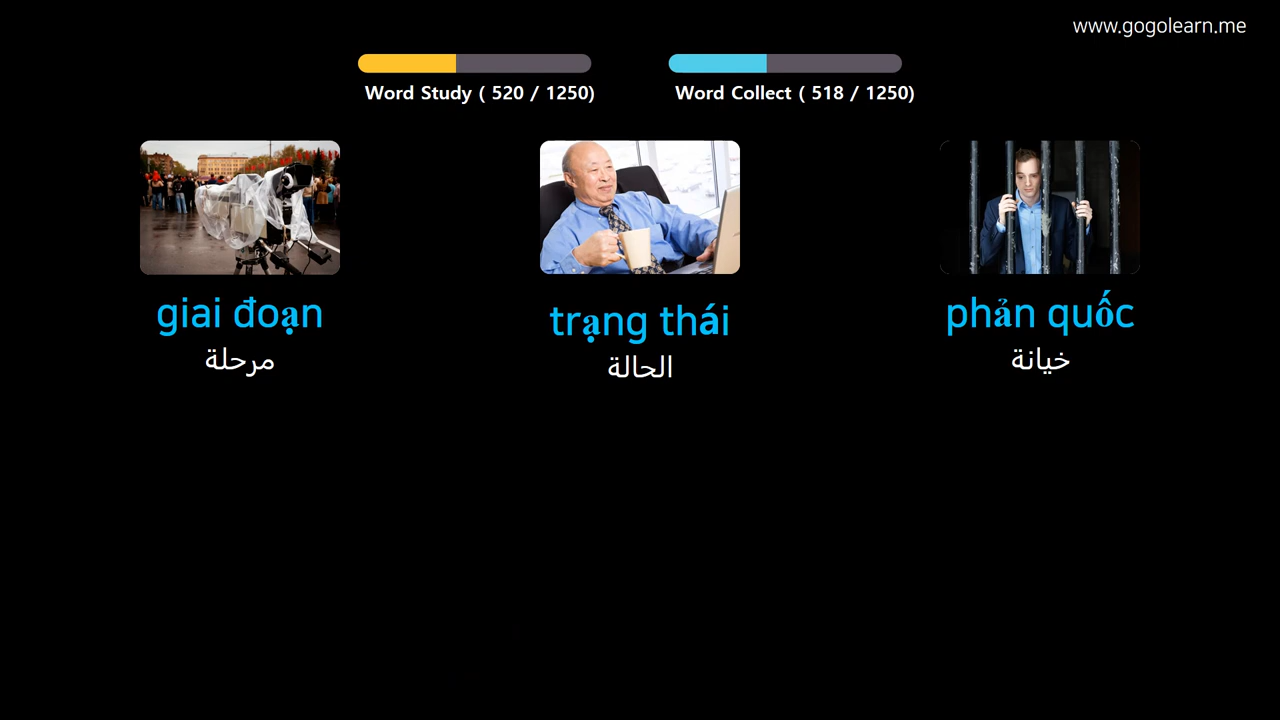 www.gogolearn.me
Word Study ( 520 / 1250)
Word Collect ( 518 / 1250)
giai đoạn
مرحلة
trạng thái
الحالة
phản quốc
خيانة